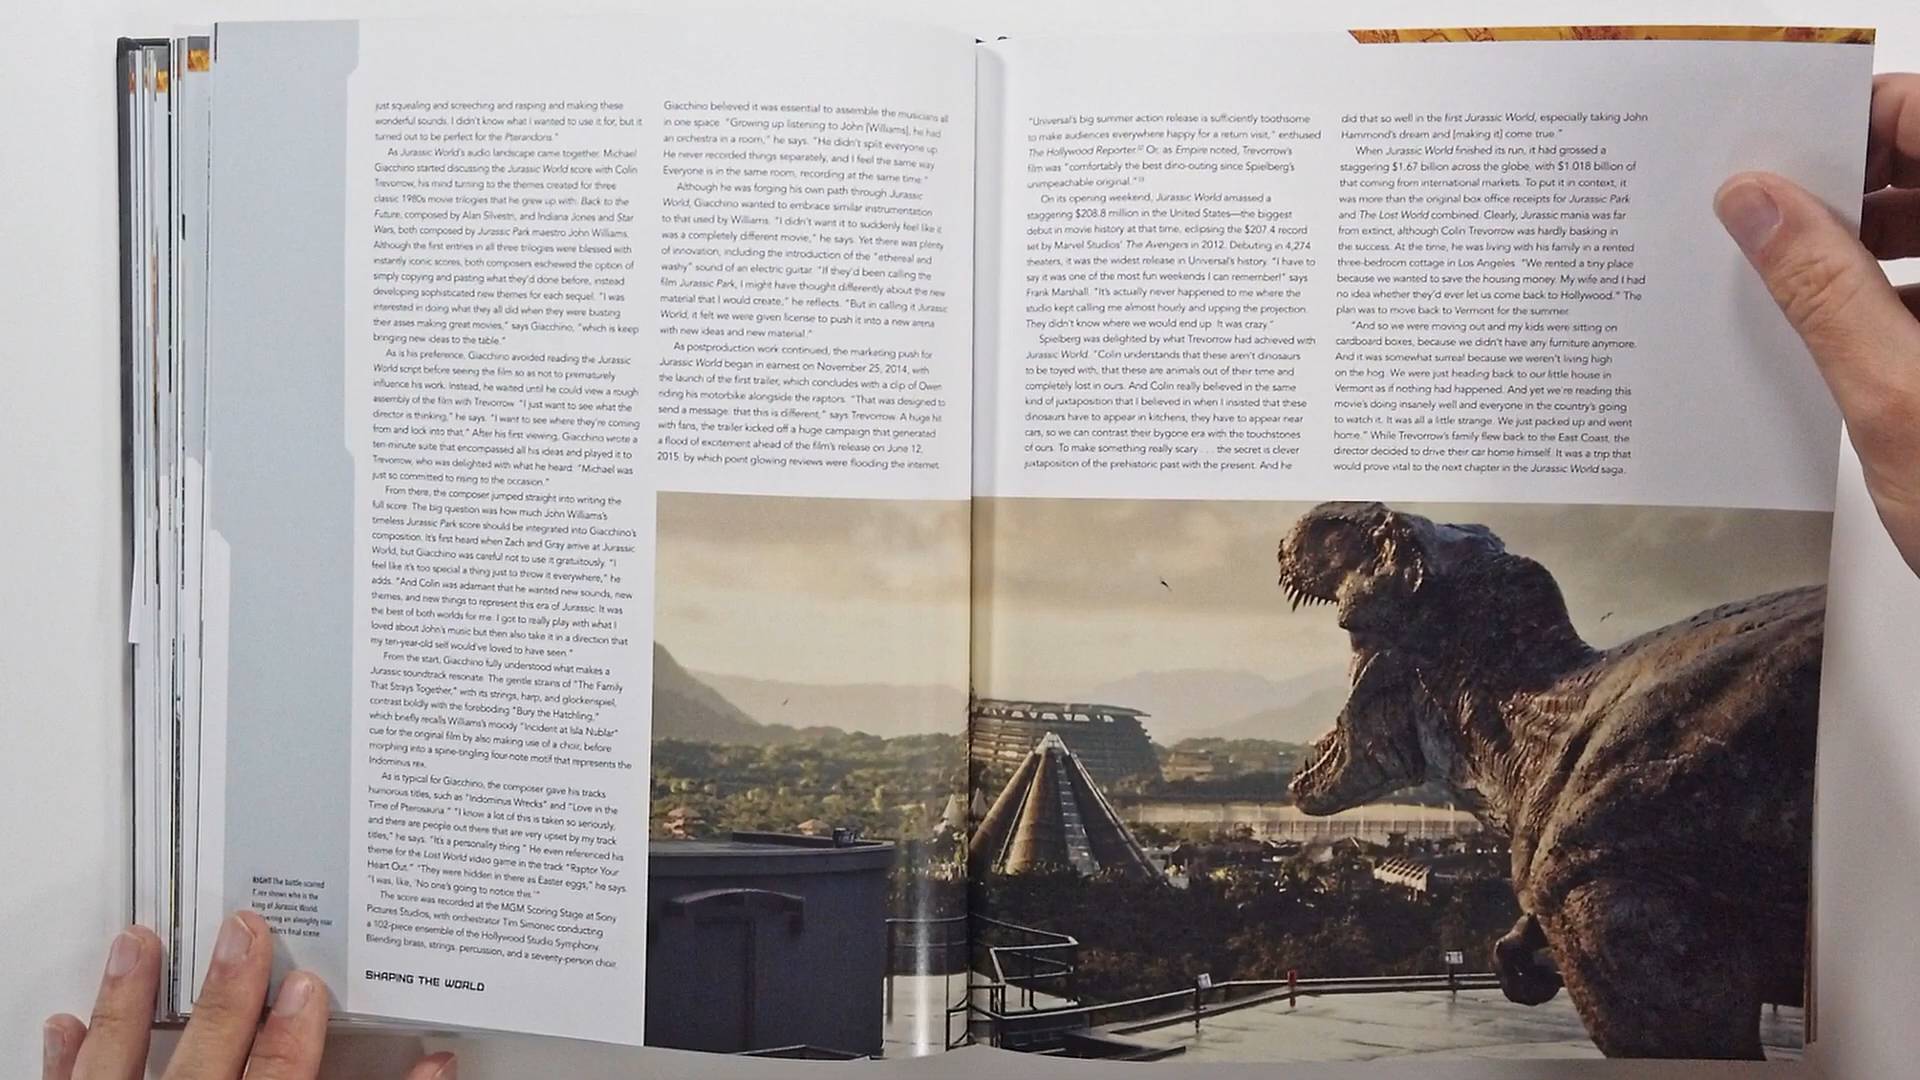 just squealing and screeching and rasping and making these
wonderful sounds. I didn't know what I wanted to use it for, but it
turned out to be perfect for the Pterandons."
As Jurassic World's audio landscape came together, Michael
Giacchino started discussing the Jurassic World score with Colin
Trevorrow, his mind turning to the themes created for three
classic 1980s movie trilogies that he grew up with: Back to the
Future, composed by Alan Silvestri, and Indiana Jones and Star
Wars, both composed by Jurassic Park maestro John Williams.
Although the first entries in all three trilogies were blessed with
instantly iconic scores, both composers eschewed the option of
simply copying and pasting what they'd done before, instead
developing sophisticated new themes for each sequel. "I was
interested in doing what they all did when they were busting
their asses making great movies," says Giacchino, "which is keep
bringing new ideas to the table."
As is his preference, Giacchino avoided reading the Jurassic
World script before seeing the film so as not to prematurely
influence his work. Instead, he waited until he could view a rough
assembly of the film with Trevorrow. "I just want to see what the
director is thinking," he says. "I want to see where they're coming
from and lock into that." After his first viewing, Giacchino wrote a
ten-minute suite that encompassed all his ideas and played it to
Trevorrow, who was delighted with what he heard. "Michael was
just so committed to rising to the occasion."
From there, the composer jumped straight into writing the
full score. The big question was how much John Williams's
timeless Jurassic Park score should be integrated into Giacchino's
composition. It's first heard when Zach and Gray arrive at Jurassic
World, but Giacchino was careful not to use it gratuitously. "I
feel like it's too special a thing just to throw it everywhere," he
adds. "And Colin was adamant that he wanted new sounds, new
themes, and new things to represent this era of Jurassic. It was
the best of both worlds for me. I got to really play with what I
loved about John's music but then also take it in a direction that
my ten-year-old self would've loved to have seen."
From the start, Giacchino fully understood what makes a
Jurassic soundtrack resonate. The gentle strains of "The Family
That Strays Together," with its strings, harp, and glockenspiel,
contrast boldly with the foreboding "Bury the Hatchling,"
which briefly recalls Williams's moody "Incident at Isla Nublar"
cue for the original film by also making use of a choir, before
morphing into a spine-tingling four-note motif that represents the
Indominus rex.
As is typical for Giacchino, the composer gave his tracks
humorous titles, such as "Indominus Wrecks" and "Love in the
Time of Pterosauria." "I know a lot of this is taken so seriously,
and there are people out there that are very upset by my track
titles," he says. "It's a personality thing." He even referenced his
theme for the Lost World video game in the track "Raptor Your
Heart Out." "They were hidden in there as Easter eggs," he says.
"I was, like, 'No one's going to notice this.'"
The score was recorded at the MGM Scoring Stage at Sony
Pictures Studios, with orchestrator Tim Simonec conducting
a 102-piece ensemble of the Hollywood Studio Symphony.
Blending brass, strings, percussion, and a seventy-person choir,
Giacchino believed it was essential to assemble the musicians all
in one space. "Growing up listening to John [Williams], he had
an orchestra in a room," he says. "He didn't split everyone up.
He never recorded things separately, and I feel the same way.
Everyone is in the same room, recording at the same time."
Although he was forging his own path through Jurassic
World, Giacchino wanted to embrace similar instrumentation
to that used by Williams. "I didn't want it to suddenly feel like it
was a completely different movie," he says. Yet there was plenty
of innovation, including the introduction of the "ethereal and
washy" sound of an electric guitar. "If they'd been calling the
film Jurassic Park, I might have thought differently about the new
material that I would create," he reflects. "But in calling it Jurassic
World, it felt we were given license to push it into a new arena
with new ideas and new material."
As postproduction work continued, the marketing push for
Jurassic World began in earnest on November 25, 2014, with
the launch of the first trailer, which concludes with a clip of Owen
riding his motorbike alongside the raptors. "That was designed to
send a message: that this is different," says Trevorrow. A huge hit
with fans, the trailer kicked off a huge campaign that generated
a flood of excitement ahead of the film's release on June 12,
2015, by which point glowing reviews were flooding the internet.
RIGHT The battle scarred
T. rex shows who is the
king of Jurassic World,
an almighty roar
film's final scene
SHAPING THE WORLD
"Universal's big summer action release is sufficiently toothsome
to make audiences everywhere happy for a return visit," enthused
The Hollywood Reporter. Or, as Empire noted, Trevorrow's
film was "comfortably the best dino-outing since Spielberg's
unimpeachable original."
On its opening weekend, Jurassic World amassed a
staggering $208.8 million in the United States—the biggest
debut in movie history at that time, eclipsing the $207.4 record
set by Marvel Studios' The Avengers in 2012. Debuting in 4,274
theaters, it was the widest release in Universal's history. "I have to
say it was one of the most fun weekends I can remember!" says
Frank Marshall. "It's actually never happened to me where the
studio kept calling me almost hourly and upping the projection.
They didn't know where we would end up. It was crazy."
Spielberg was delighted by what Trevorrow had achieved with
Jurassic World. "Colin understands that these aren't dinosaurs
to be toyed with, that these are animals out of their time and
completely lost in ours. And Colin really believed in the same
kind of juxtaposition that I believed in when I insisted that these
dinosaurs have to appear in kitchens, they have to appear near
cars, so we can contrast their bygone era with the touchstones
of ours. To make something really scary . . . the secret is clever
juxtaposition of the prehistoric past with the present. And he
did that so well in the first Jurassic World, especially taking John
Hammond's dream and [making it] come true."
When Jurassic World finished its run, it had grossed a
staggering $1.67 billion across the globe, with $1.018 billion of
that coming from international markets. To put it in context, it
was more than the original box office receipts for Jurassic Park
and The Lost World combined. Clearly, Jurassic mania was far
from extinct, although Colin Trevorrow was hardly basking in
the success. At the time, he was living with his family in a rented
three-bedroom cottage in Los Angeles. "We rented a tiny place
because we wanted to save the housing money. My wife and I had
no idea whether they'd ever let us come back to Hollywood." The
plan was to move back to Vermont for the summer.
"And so we were moving out and my kids were sitting on
cardboard boxes, because we didn't have any furniture anymore.
And it was somewhat surreal because we weren't living high
on the hog. We were just heading back to our little house in
Vermont as if nothing had happened. And yet we're reading this
movie's doing insanely well and everyone in the country's going
to watch it. It was all a little strange. We just packed up and went
home." While Trevorrow's family flew back to the East Coast, the
director decided to drive their car home himself. It was a trip that
would prove vital to the next chapter in the Jurassic World saga.